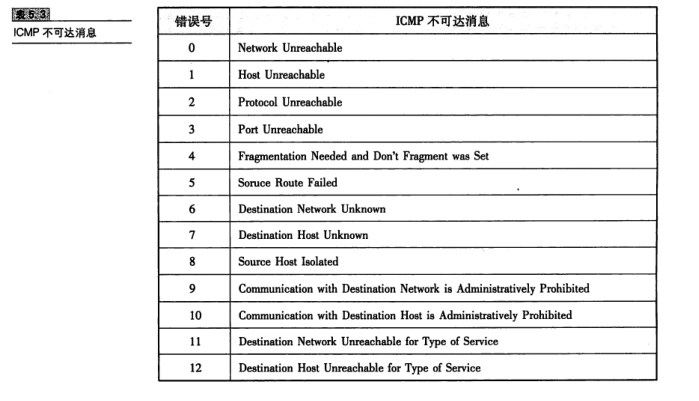 表 5.3
ICMP 不可达消息
错误号 ICMP 不可达消息
0 Network Unreachable
1 Host Unreachable
2 Protocol Unreachable
3 Port Unreachable
4 Fragmentation Needed and Don't Fragment was Set
5 Soruce Route Failed
6 Destination Network Unknown
7 Destination Host Unknown
8 Source Host Isolated
9 Communication with Destination Network is Administratively Prohibited
10 Communication with Destination Host is Administratively Prohibited
11 Destination Network Unreachable for Type of Service
12 Destination Host Unreachable for Type of Service